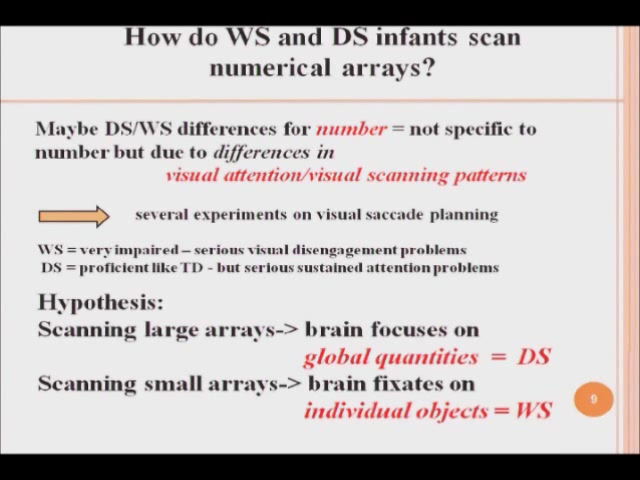 How do WS and DS infants scan
numerical arrays?
Maybe DS/WS differences for number = not specific to
number but due to differences in
visual attention/visual scanning patterns
several experiments on visual saccade planning
WS = very impaired – serious visual disengagement problems
DS = proficient like TD - but serious sustained attention problems
Hypothesis:
Scanning large arrays-> brain focuses on
global quantities = DS
Scanning small arrays-> brain fixates on
individual objects = WS
9